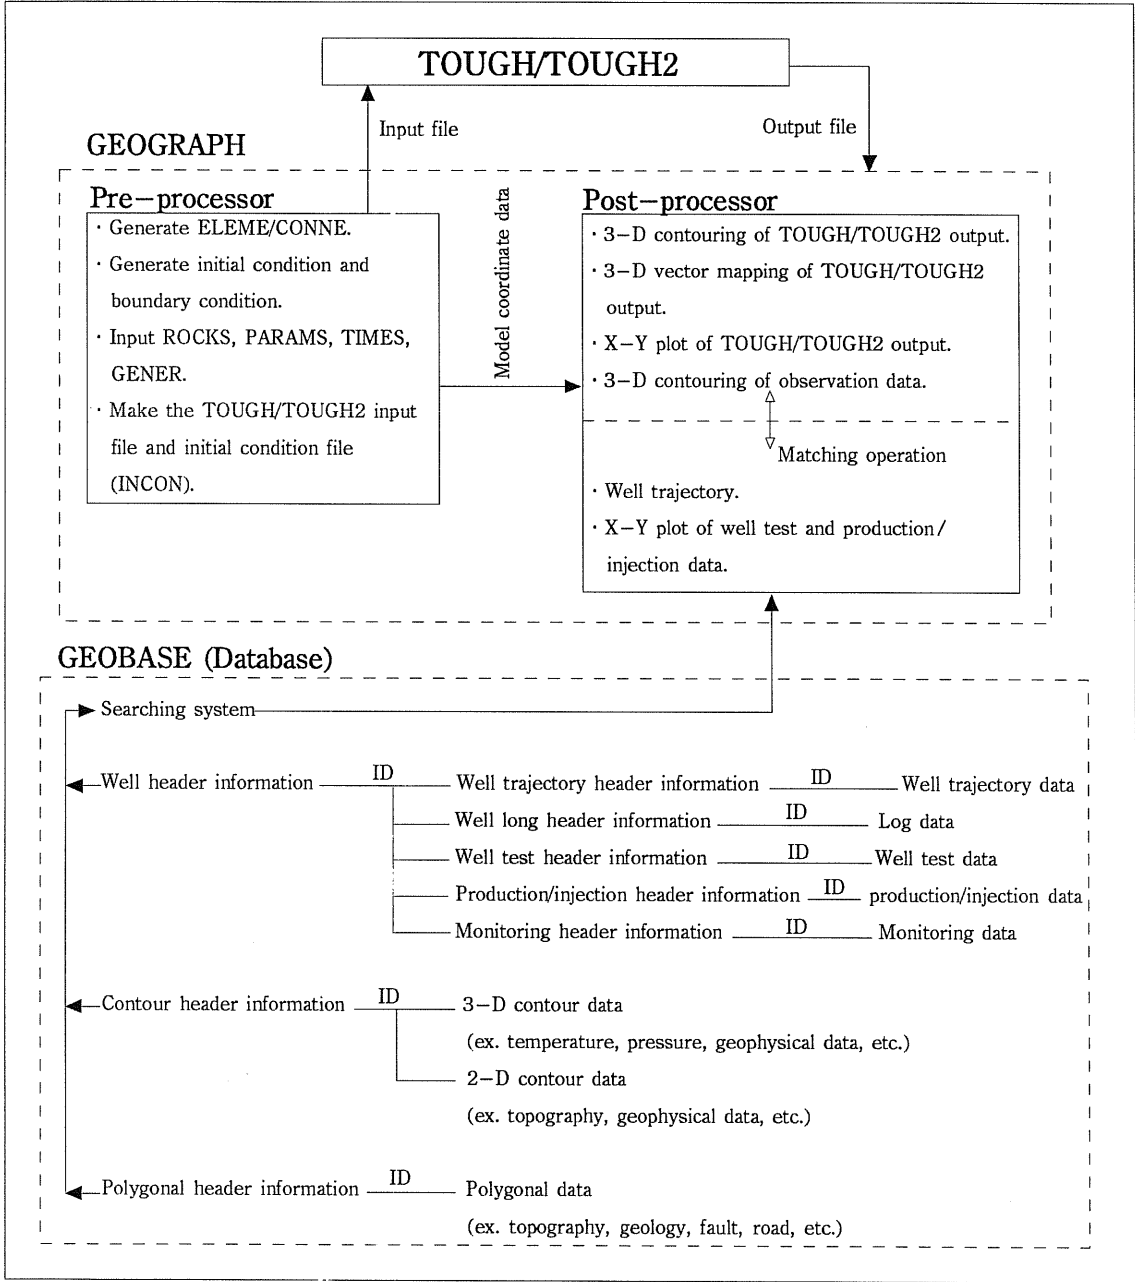 TOUGH/TOUGH2
Input file
Output file
GEOGRAPH
Pre-processor
· Generate ELEME/CONNE.
· Generate initial condition and
boundary condition.
· Input ROCKS, PARAMS, TIMES,
GENER.
· Make the TOUGH/TOUGH2 input
file and initial condition file
(INCON).
Model coordinate data
Post-processor
· 3-D contouring of TOUGH/TOUGH2 output.
· 3-D vector mapping of TOUGH/TOUGH2
output.
· X-Y plot of TOUGH/TOUGH2 output.
· 3-D contouring of observation data.
Matching operation
· Well trajectory.
· X-Y plot of well test and production/
injection data.
GEOBASE (Database)
Searching system
Well header information ID Well trajectory header information ID Well trajectory data
Well long header information ID Log data
Well test header information ID Well test data
Production/injection header information ID production/injection data
Monitoring header information ID Monitoring data
Contour header information ID 3-D contour data
(ex. temperature, pressure, geophysical data, etc.)
2-D contour data
(ex. topography, geophysical data, etc.)
Polygonal header information ID Polygonal data
(ex. topography, geology, fault, road, etc.)